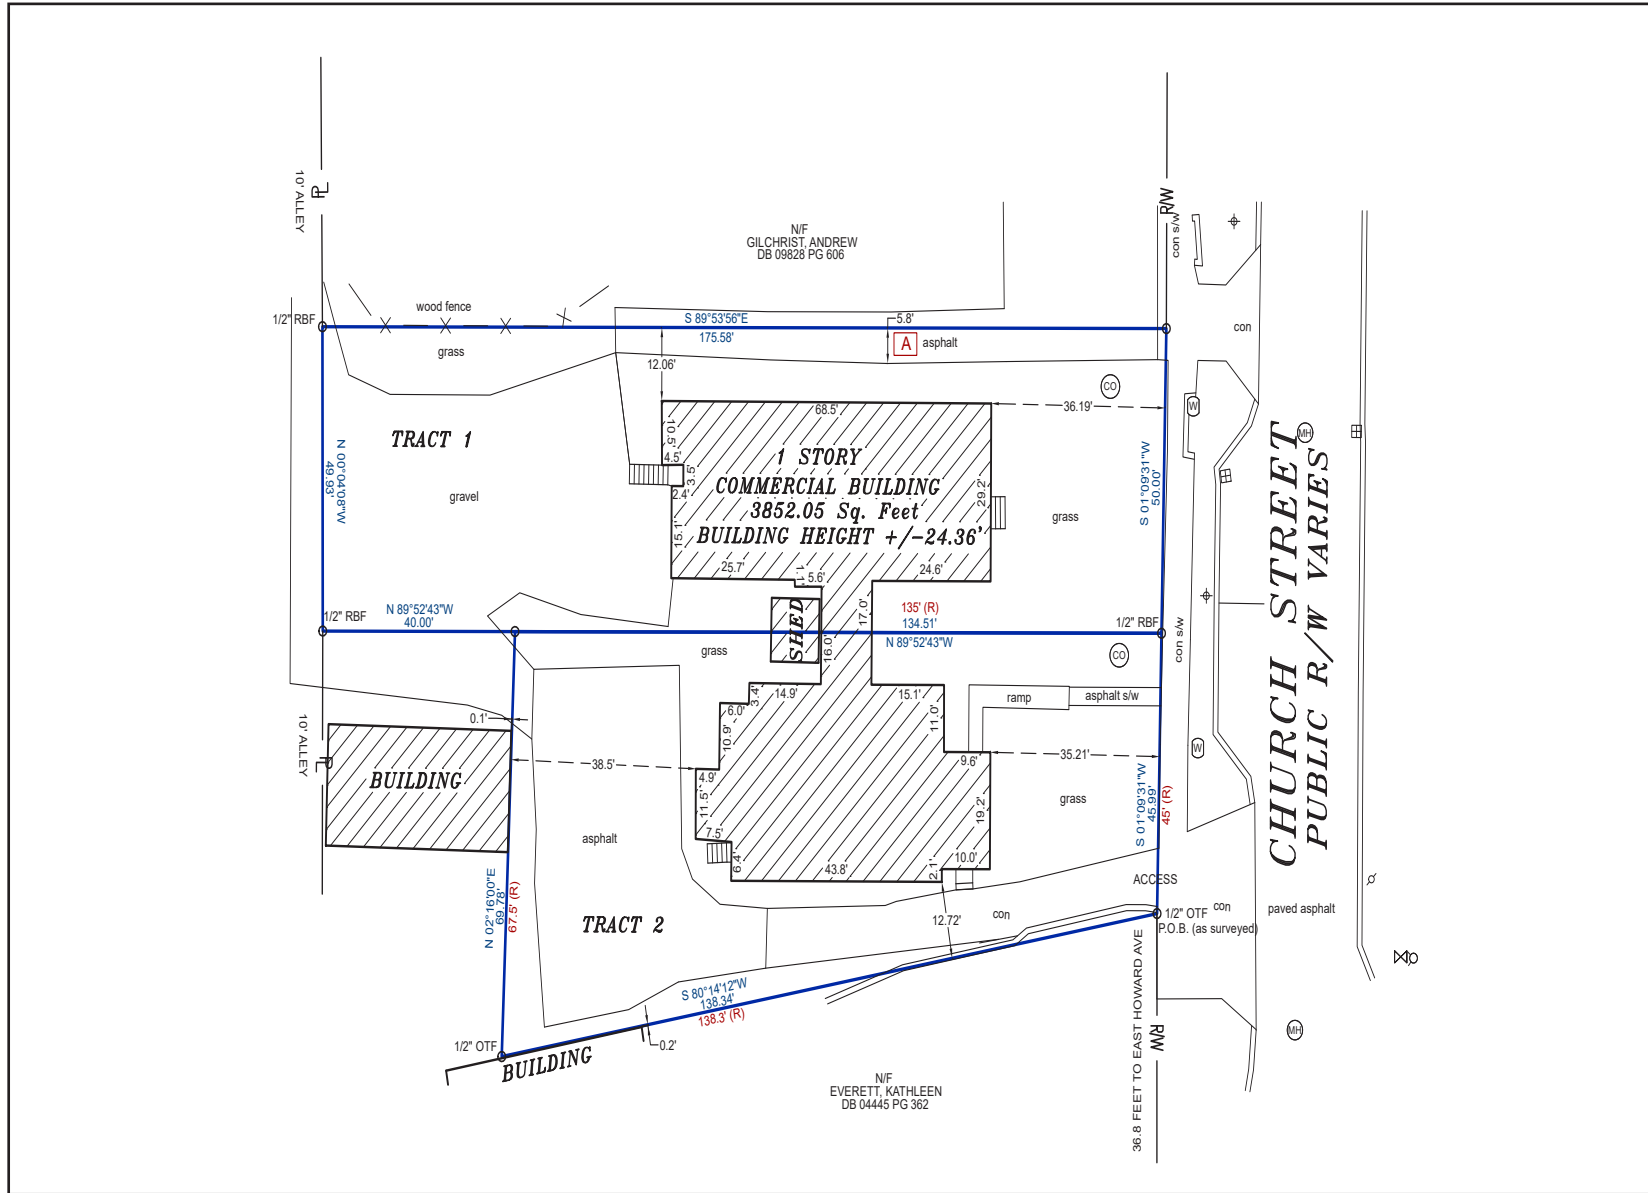 10' ALLEY
PL
R/W
con s/w
N/F
GILCHRIST, ANDREW
DB 09828 PG 606
wood fence
1/2" RBF
S 89°53'56"E
175.58'
5.8'
A
asphalt
con
grass
12.06'
CO
68.5'
36.19'
W
TRACT 1
10.5'
4.5'
3.5'
2.4'
15.1'
1 STORY
COMMERCIAL BUILDING
3852.05 Sq. Feet
BUILDING HEIGHT +/-24.36'
29.2'
N 00°04'08"W
49.93'
gravel
grass
S 01°09'31"W
50.00'
MH
CHURCH STREET
PUBLIC R/W VARIES
25.7'
1.1'
5.6'
24.6'
1/2" RBF
N 89°52'43"W
40.00'
SHED
16.0'
17.0'
135' (R)
134.51'
N 89°52'43"W
1/2" RBF
con s/w
grass
CO
14.9'
3.4'
6.0'
10.9'
15.1'
11.0'
ramp
asphalt s/w
0.1'
10' ALLEY
PL
BUILDING
38.5'
4.9'
11.5'
7.5'
6.4'
9.6'
35.21'
W
19.2'
grass
S 01°09'31"W
45.99'
45' (R)
asphalt
43.8'
2.1'
10.0'
ACCESS
N 02°16'00"E
69.78'
67.5' (R)
TRACT 2
12.72'
con
1/2" OTF
con
P.O.B. (as surveyed)
paved asphalt
S 80°14'12"W
138.34'
138.3' (R)
0.2'
1/2" OTF
BUILDING
36.8 FEET TO EAST HOWARD AVE
R/W
MH
N/F
EVERETT, KATHLEEN
DB 04445 PG 362